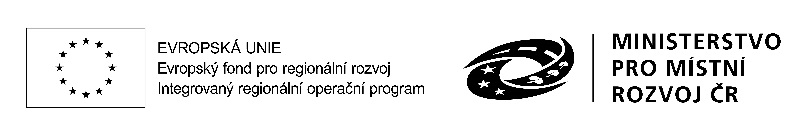 EVROPSKÁ UNIE
Evropský fond pro regionální rozvoj
Integrovaný regionální operační program
MINISTERSTVO
PRO MÍSTNÍ
ROZVOJ ČR